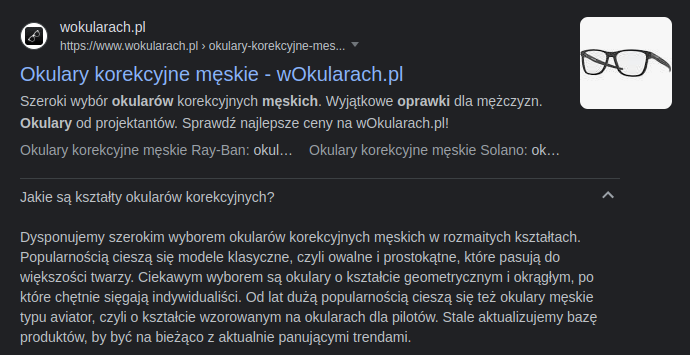 wokularach.pl
https://www.wokularach.pl › okulary-korekcyjne-mes...
Okulary korekcyjne męskie - wOkularach.pl
Szeroki wybór okularów korekcyjnych męskich. Wyjątkowe oprawki dla mężczyzn.
Okulary od projektantów. Sprawdź najlepsze ceny na wOkularach.pl!
Okulary korekcyjne męskie Ray-Ban: okul… Okulary korekcyjne męskie Solano: ok…
Jakie są kształty okularów korekcyjnych?
Dysponujemy szerokim wyborem okularów korekcyjnych męskich w rozmaitych kształtach.
Popularnością cieszą się modele klasyczne, czyli owalne i prostokątne, które pasują do
większości twarzy. Ciekawym wyborem są okulary o kształcie geometrycznym i okrągłym, po
które chętnie sięgają indywidualiści. Od lat dużą popularnością cieszą się też okulary męskie
typu aviator, czyli o kształcie wzorowanym na okularach dla pilotów. Stale aktualizujemy bazę
produktów, by być na bieżąco z aktualnie panującymi trendami.